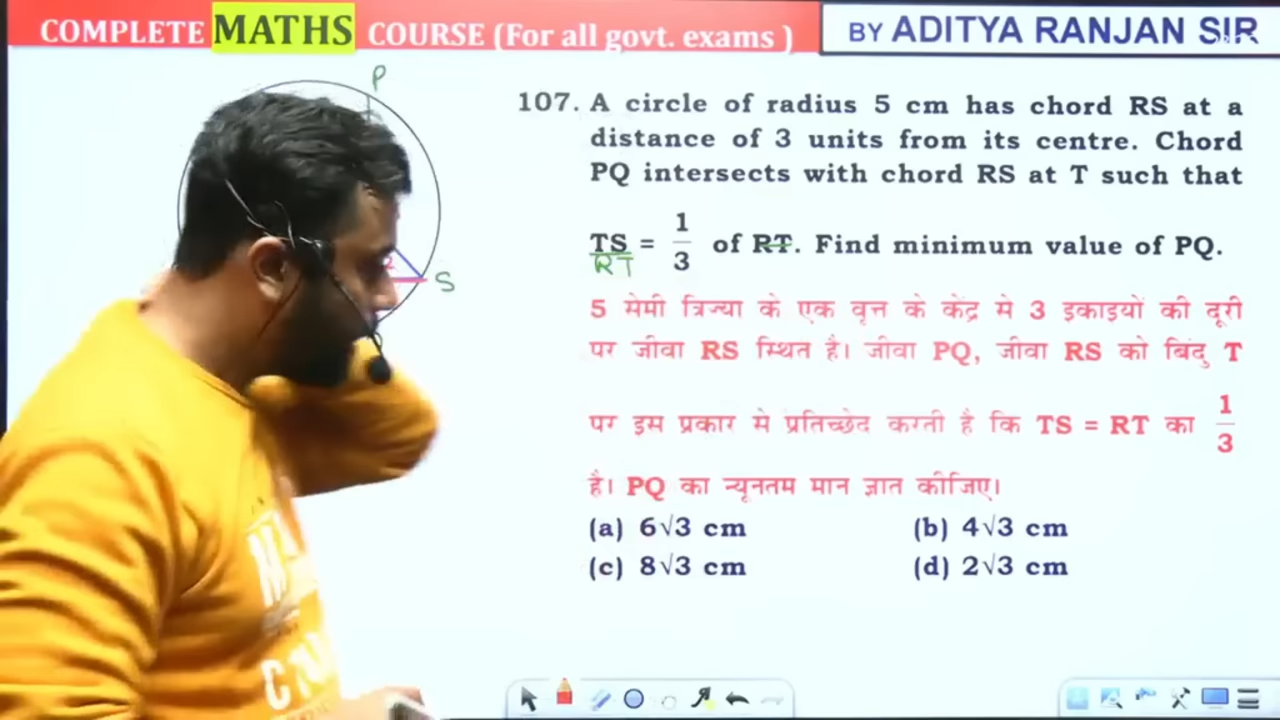 COMPLETE MATHS COURSE (For all govt. exams ) BY ADITYA RANJAN SIR
P
S
2
107. A circle of radius 5 cm has chord RS at a
distance of 3 units from its centre. Chord
PQ intersects with chord RS at T such that
TS = 1/3 of RT. Find minimum value of PQ.
RT
5 सेमी त्रिज्या के एक वृत्त के केंद्र मे 3 इकाइयों की दूरी
पर जीवा RS स्थित है। जीवा PQ, जीवा RS को बिंदु T
पर इस प्रकार से प्रतिच्छेद करती है कि TS = RT का 1/3
है। PQ का न्यूनतम मान ज्ञात कीजिए।
(a) 6√3 cm (b) 4√3 cm
(c) 8√3 cm (d) 2√3 cm